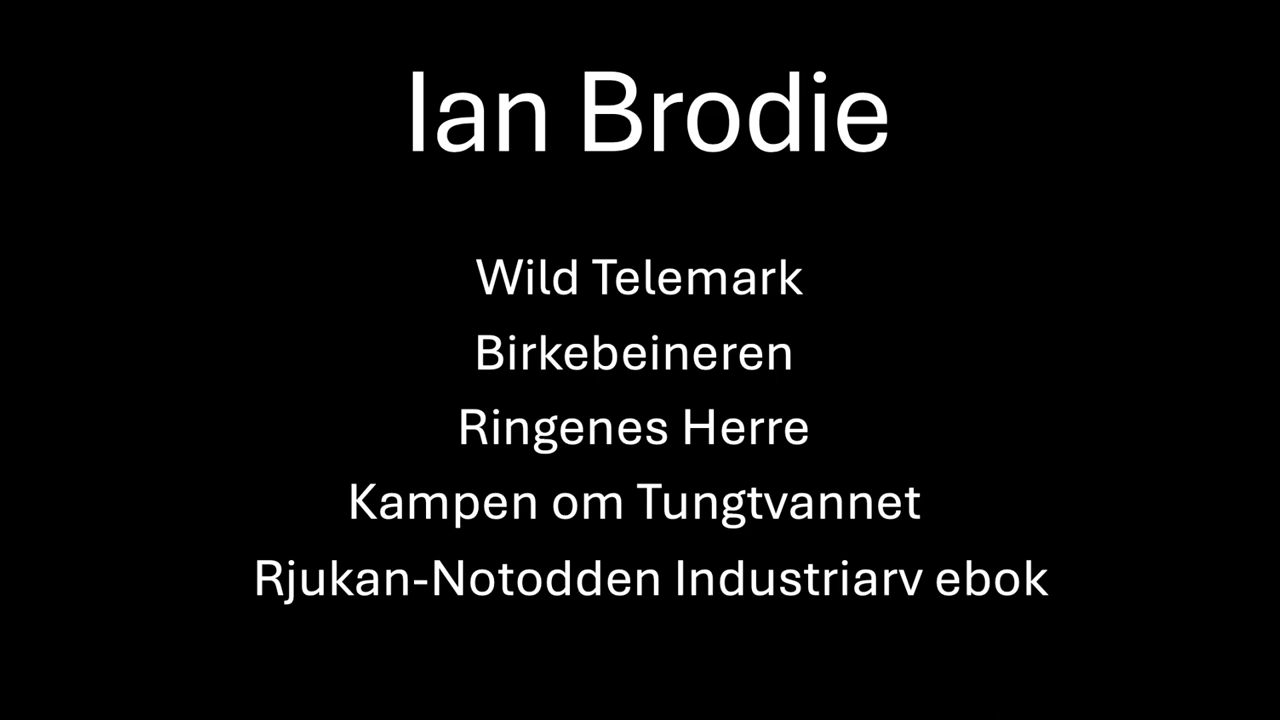 Ian Brodie
Wild Telemark
Birkebeineren
Ringenes Herre
Kampen om Tungtvannet
Rjukan-Notodden Industriarv ebok